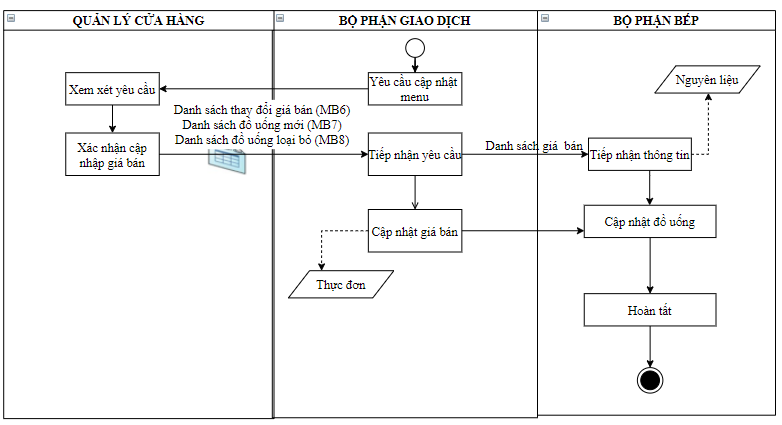 QUẢN LÝ CỬA HÀNG
BỘ PHẬN GIAO DỊCH
BỘ PHẬN BẾP
Xem xét yêu cầu
Yêu cầu cập nhật
menu
Nguyên liệu
Danh sách thay đổi giá bán (MB6)
Danh sách đồ uống mới (MB7)
Danh sách đồ uống loại bỏ (MB8)
Xác nhận cập
nhập giá bán
Tiếp nhận yêu cầu
Danh sách giá bán
Tiếp nhận thông tin
Cập nhật giá bán
Cập nhật đồ uống
Thực đơn
Hoàn tất